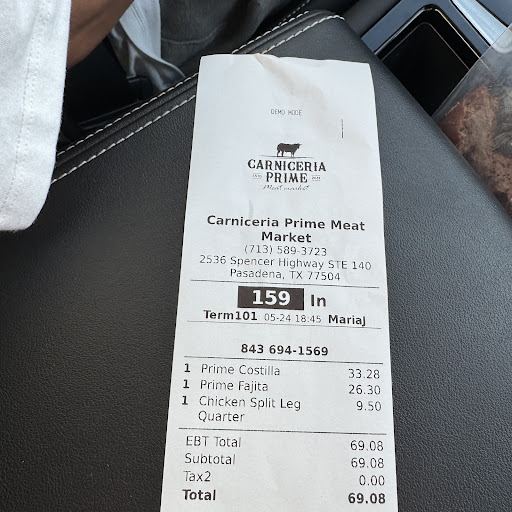 DEMO MODE
CARNICERIA
PRIME
Meat market
Carniceria Prime Meat
Market
(713) 589-3723
2536 Spencer Highway STE 140
Pasadena, TX 77504
159 In
Term101 05-24 18:45 MariaJ
843 694-1569
1 Prime Costilla 33.28
1 Prime Fajita 26.30
1 Chicken Split Leg 9.50
Quarter
EBT Total 69.08
Subtotal 69.08
Tax2 0.00
Total 69.08